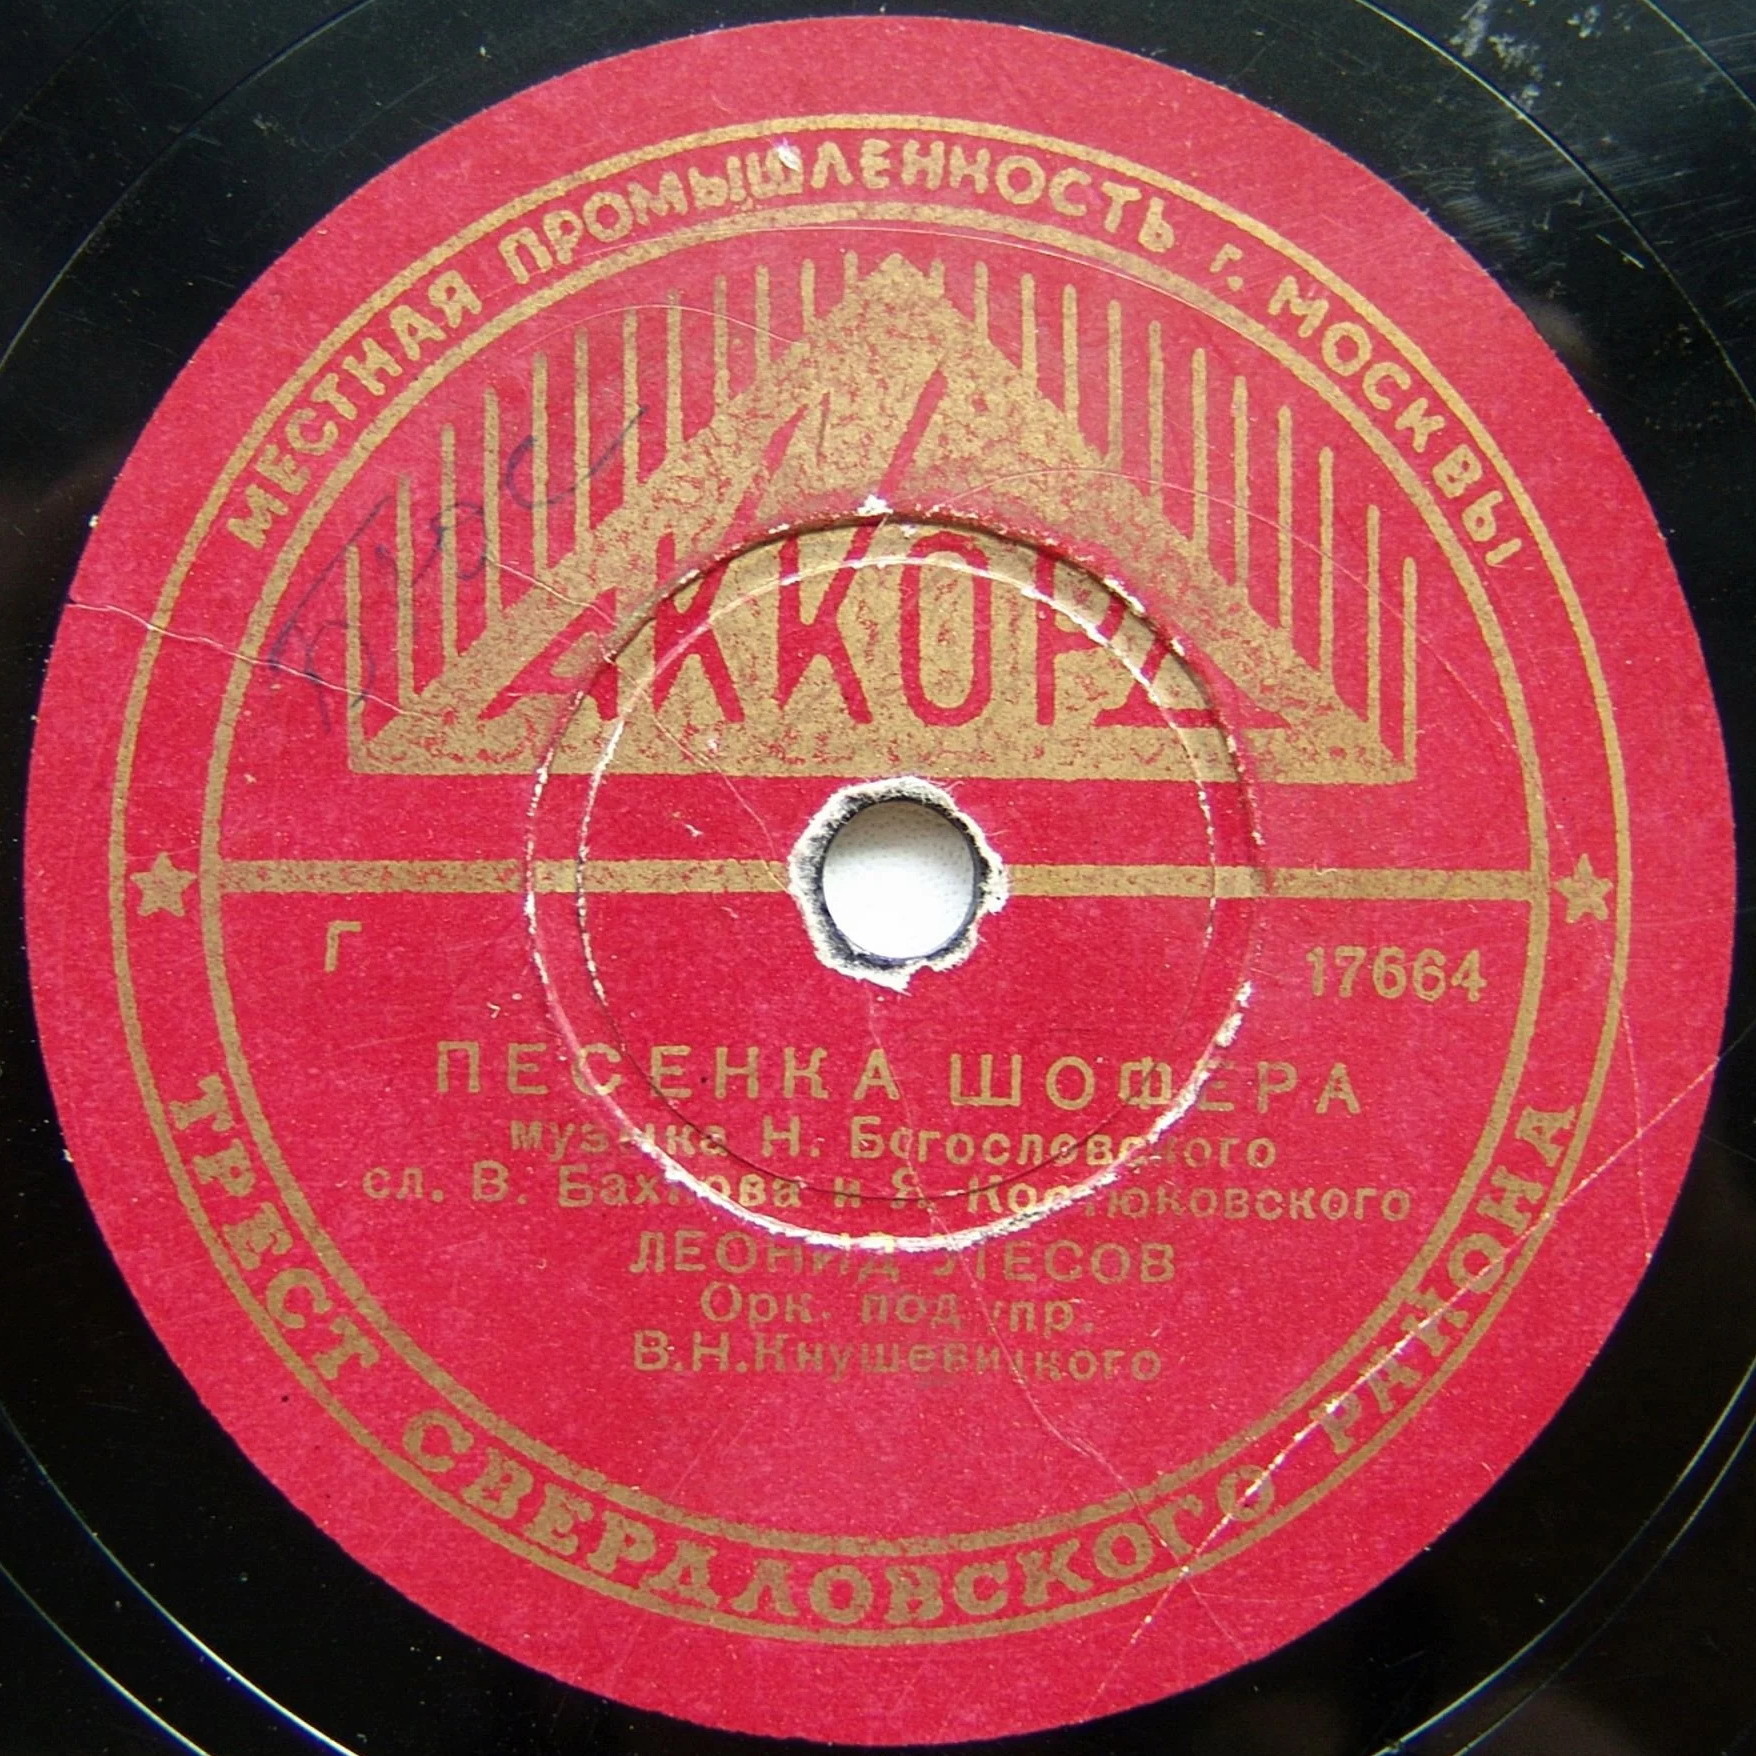 МЕСТНАЯ ПРОМЫШЛЕННОСТЬ г. МОСКВЫ
АККОРД
Г 17664
ПЕСЕНКА ШОФЕРА
музыка Н. Богословского
сл. В. Бахнова и Я. Костюковского
ЛЕОНИД УТЕСОВ
Орк. под упр.
В.Н.Кнушевицкого
ТРЕСТ СВЕРДЛОВСКОГО РАЙОНА